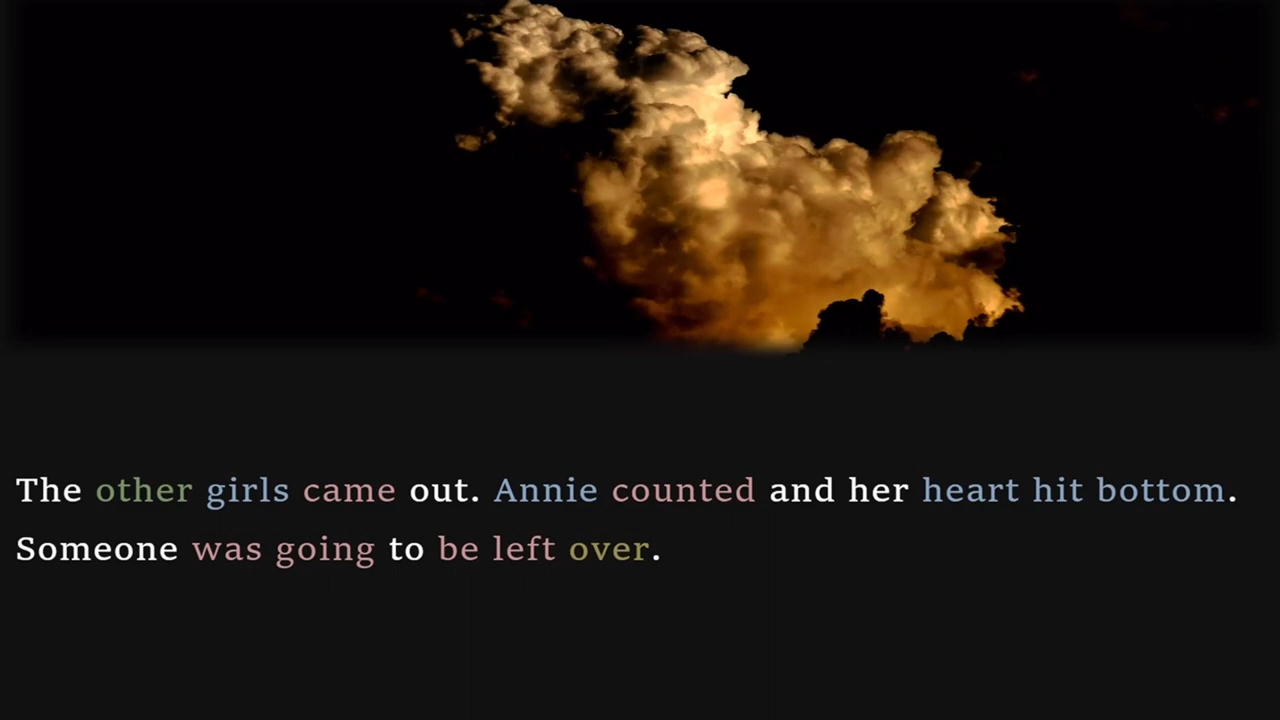 The other girls came out. Annie counted and her heart hit bottom.
Someone was going to be left over.